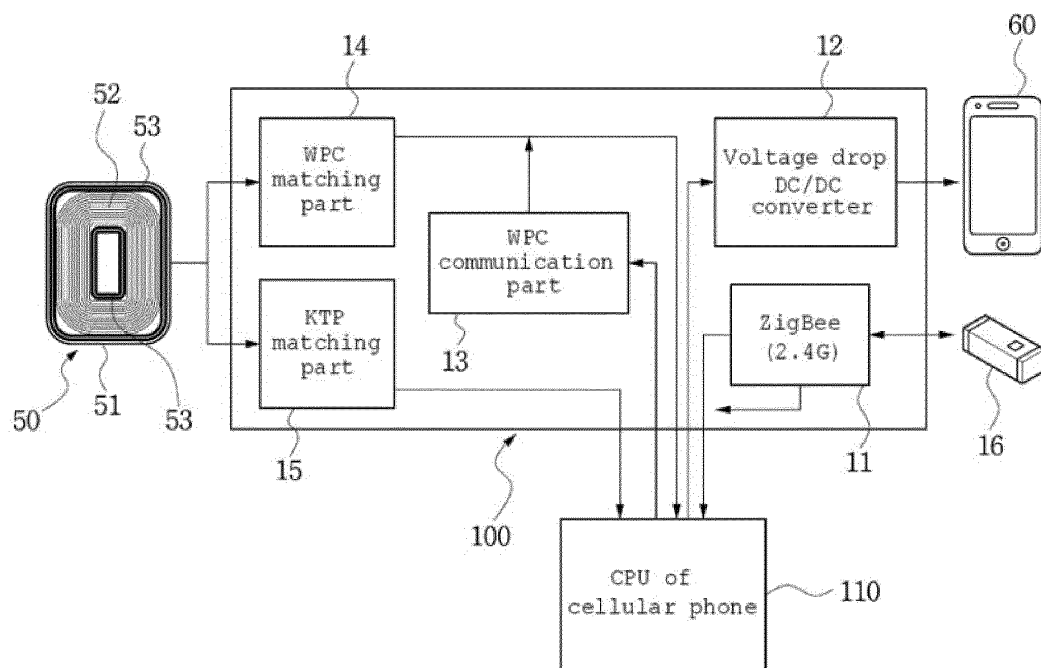 14
12
60
52
53
WPC
matching
part
Voltage drop
DC/DC
converter
WPC
communication
part
KTP
matching
part
ZigBee
(2.4G)
13
50
51
53
15
100
11
16
CPU of
cellular phone
110